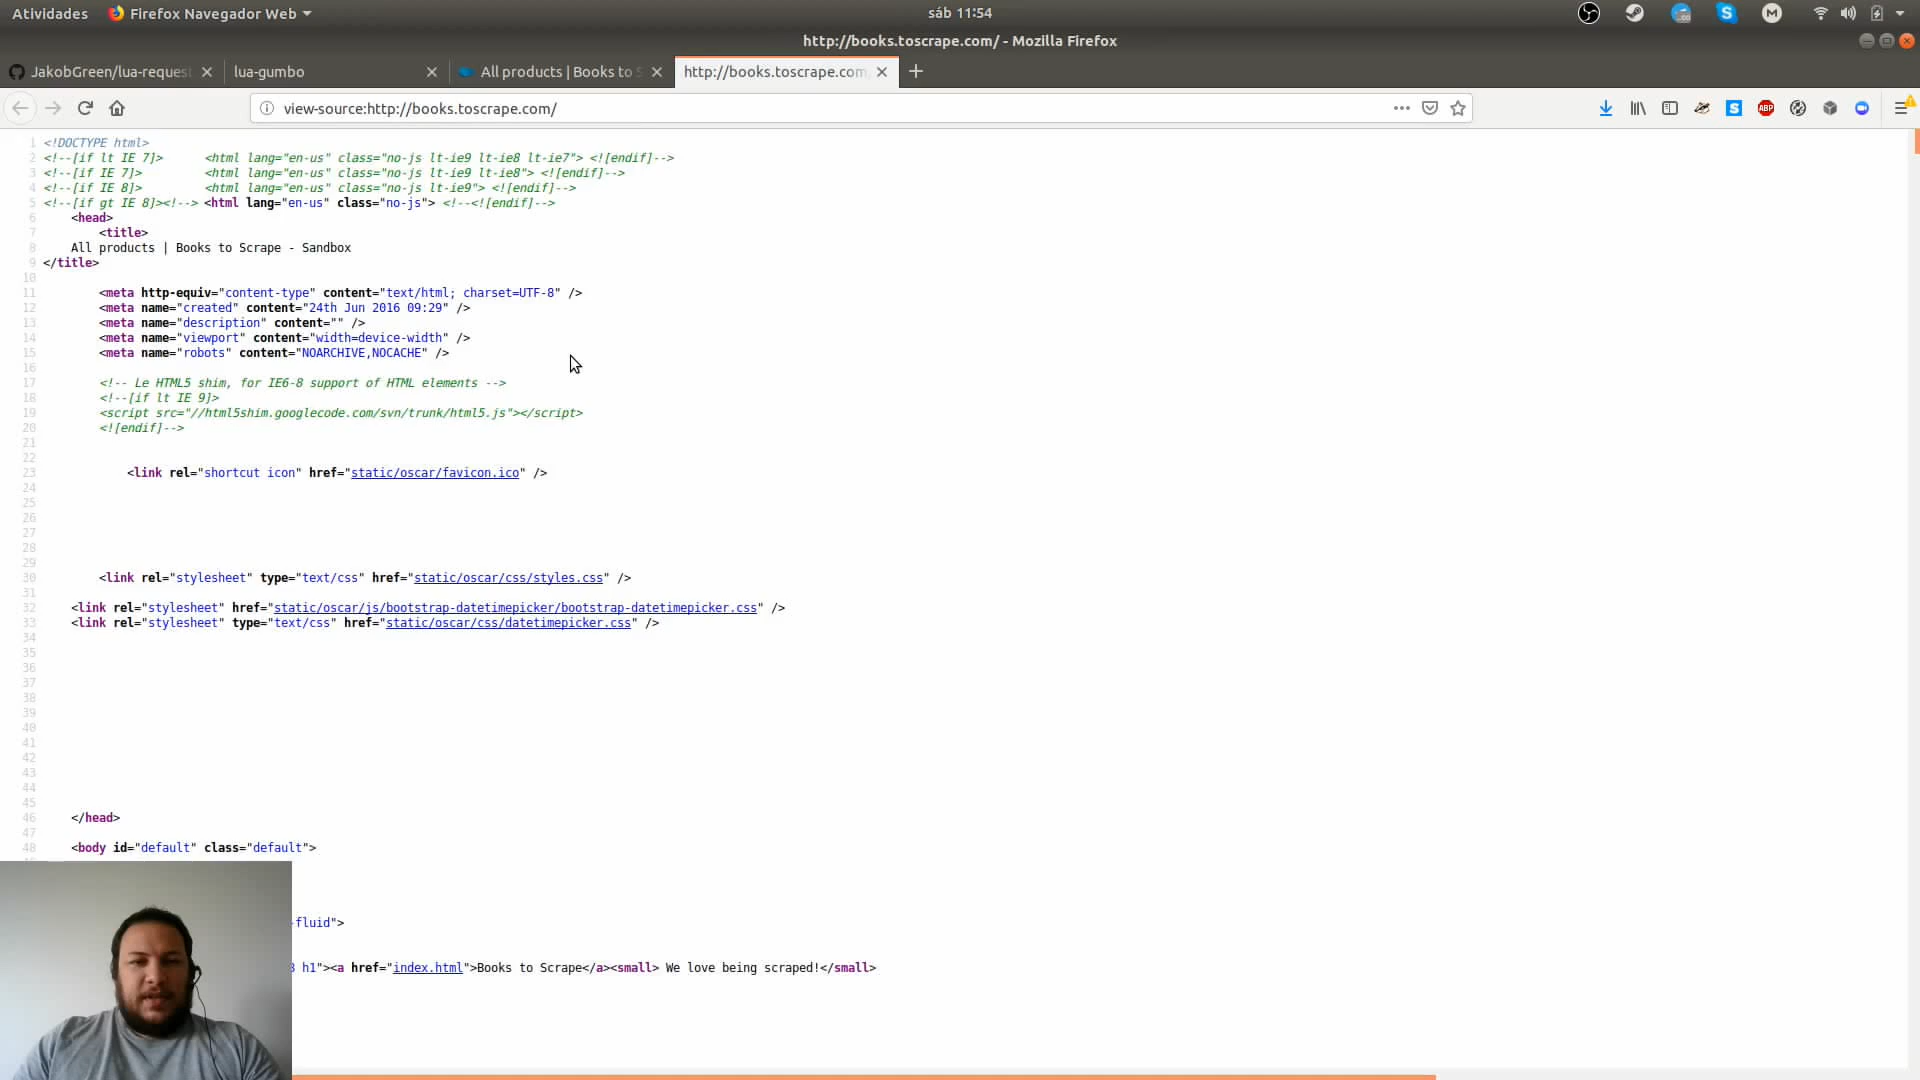 Atividades Firefox Navegador Web sáb 11:54
http://books.toscrape.com/ - Mozilla Firefox
JakobGreen/lua-reques lua-gumbo All products | Books to S http://books.toscrape.com/
view-source:http://books.toscrape.com/
1 <!DOCTYPE html>
2 <!--[if lt IE 7]>      <html lang="en-us" class="no-js lt-ie9 lt-ie8 lt-ie7"> <![endif]-->
3 <!--[if IE 7]>         <html lang="en-us" class="no-js lt-ie9 lt-ie8"> <![endif]-->
4 <!--[if IE 8]>         <html lang="en-us" class="no-js lt-ie9"> <![endif]-->
5 <!--[if gt IE 8]><!--> <html lang="en-us" class="no-js"> <!--<![endif]-->
6     <head>
7         <title>
8     All products | Books to Scrape - Sandbox
9 </title>
10
11         <meta http-equiv="content-type" content="text/html; charset=UTF-8" />
12         <meta name="created" content="24th Jun 2016 09:29" />
13         <meta name="description" content="" />
14         <meta name="viewport" content="width=device-width" />
15         <meta name="robots" content="NOARCHIVE,NOCACHE" />
16
17         <!-- Le HTML5 shim, for IE6-8 support of HTML elements -->
18         <!--[if lt IE 9]>
19         <script src="//html5shim.googlecode.com/svn/trunk/html5.js"></script>
20         <![endif]-->
21
22
23             <link rel="shortcut icon" href="static/oscar/favicon.ico" />
24
25
26
27
28
29
30         <link rel="stylesheet" type="text/css" href="static/oscar/css/styles.css" />
31
32     <link rel="stylesheet" href="static/oscar/js/bootstrap-datetimepicker/bootstrap-datetimepicker.css" />
33     <link rel="stylesheet" type="text/css" href="static/oscar/css/datetimepicker.css" />
34
35
36
37
38
39
40
41
42
43
44
45
46     </head>
47
48     <body id="default" class="default">
-fluid">
h1"><a href="index.html">Books to Scrape</a><small> We love being scraped!</small>